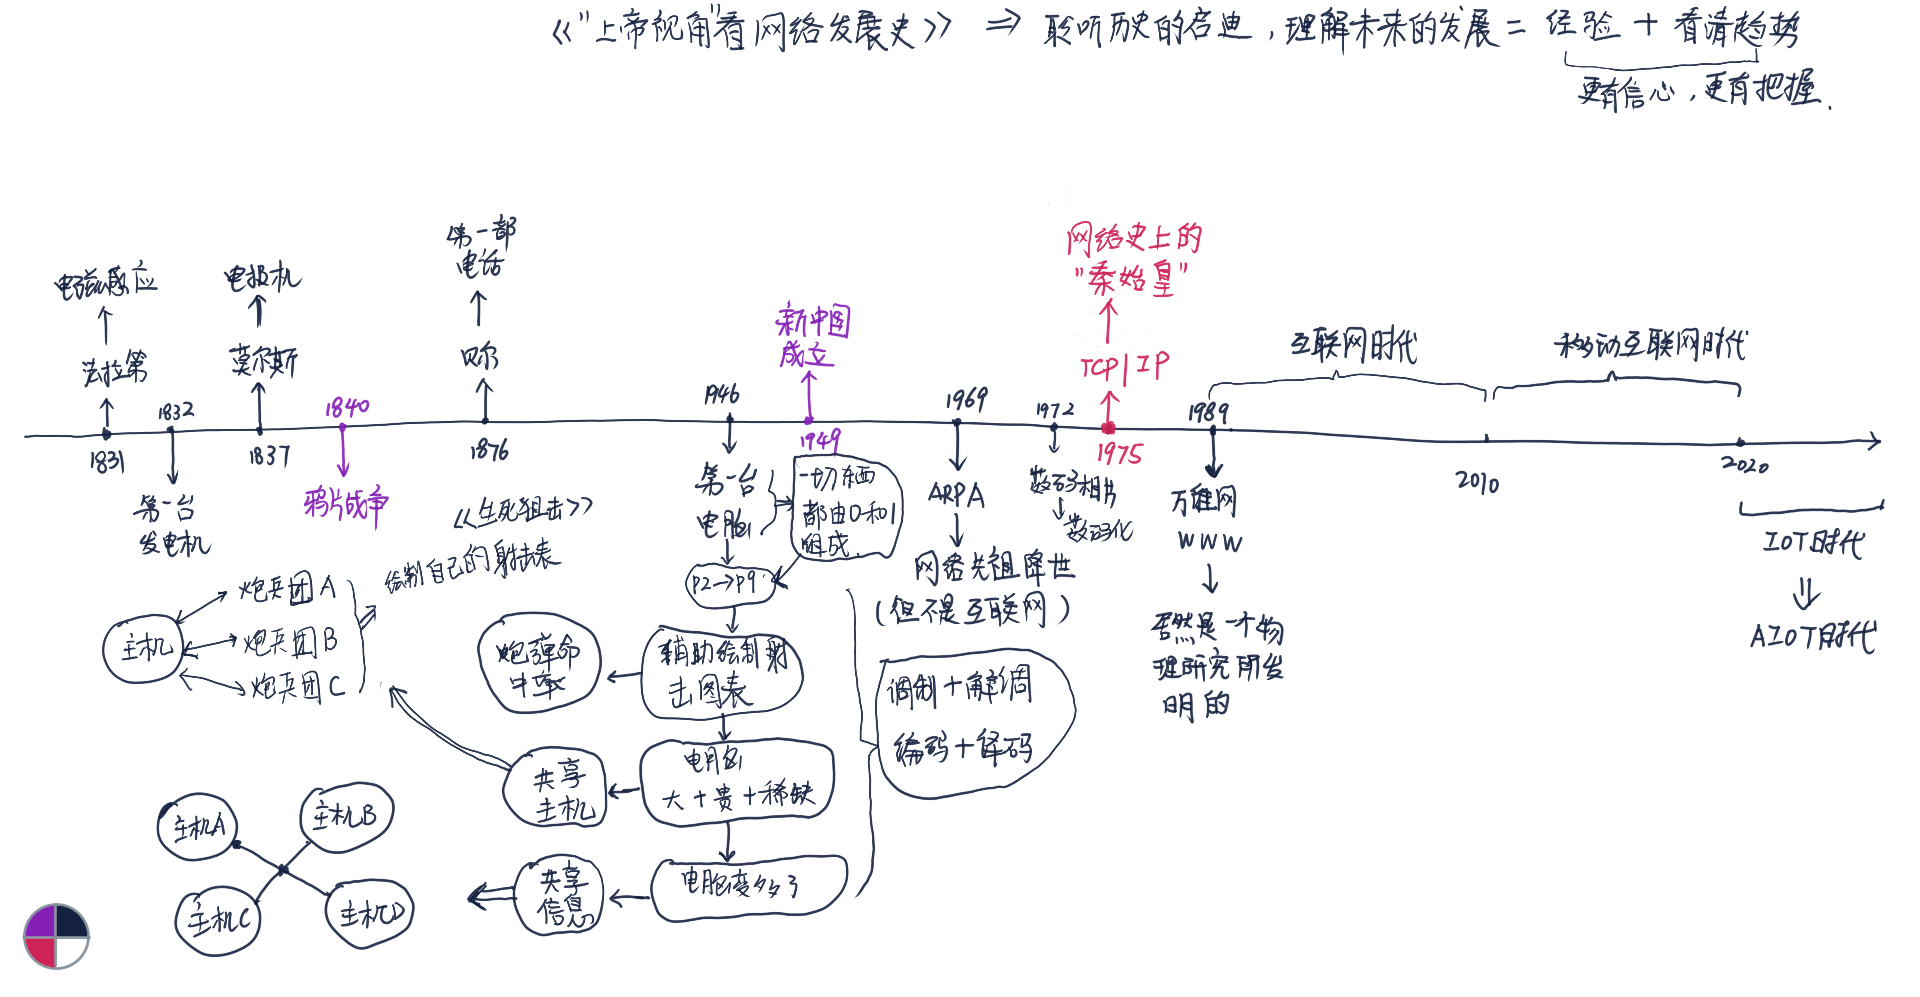 《“上帝视角”看网络发展史》 ⇒ 聆听历史的启迪，理解未来的发展 = 经验 + 看清趋势
更有信心，更有把握．
电磁感应
法拉第
1831
1832
第一台
发电机
电报机
莫尔斯
1837
1840
鸦片战争
第一部
电话
贝尔
1876
1946
第一台
电脑
新中国
成立
1949
一切东西
都由0和1
组成．
1969
ARPA
网络先祖降世
（但不是互联网）
1972
数码相片
数码化
网络史上的
“秦始皇”
TCP/IP
1975
1989
万维网
WWW
居然是一个物
理研究所发
明的
互联网时代
2010
移动互联网时代
2020
IOT时代
AIOT时代
《生死狙击》
绘制自己的射击表
主机
炮兵团A
炮兵团B
炮兵团C
P2→P9
辅助绘制射
击图表
炮弹命
中率
电脑
大+贵+稀缺
共享
主机
电脑变多了
共享
信息
调制+解调
编码+译码
主机A
主机B
主机C
主机D